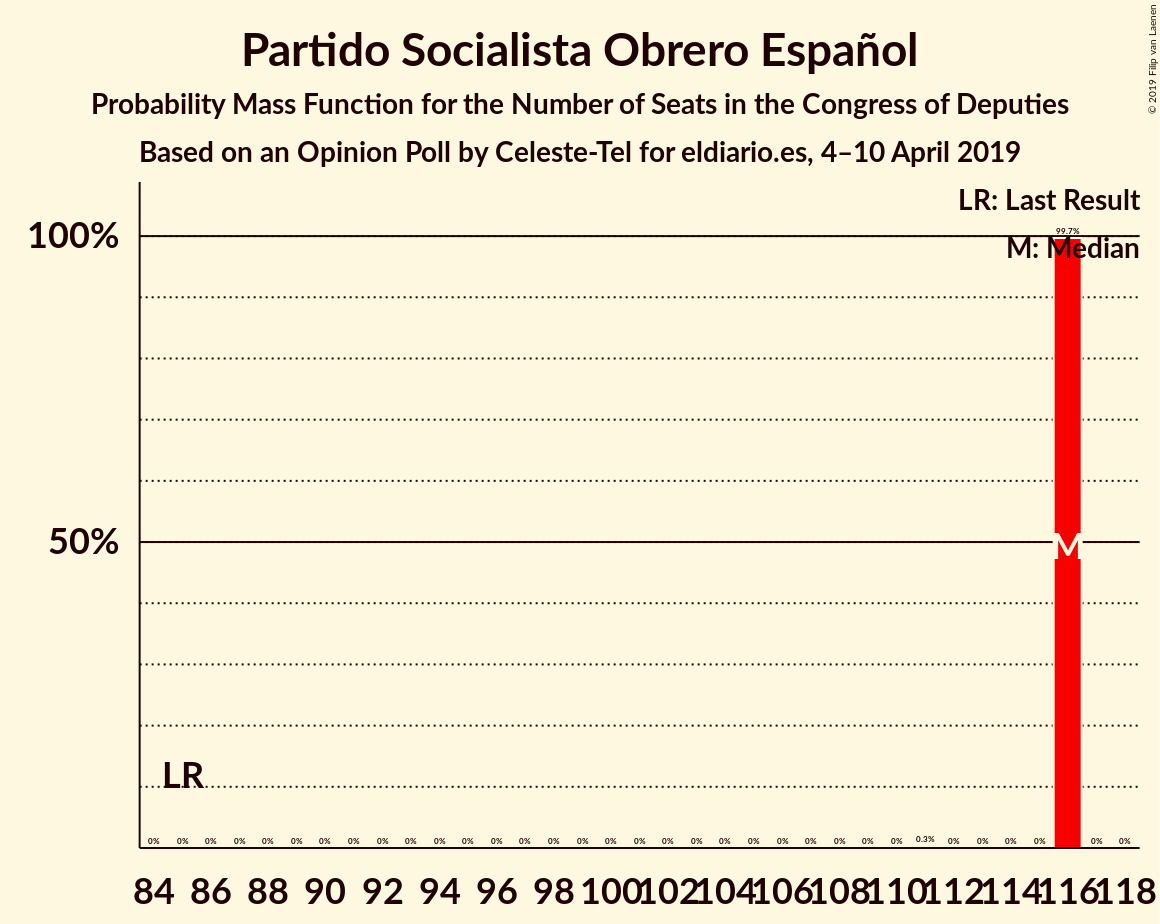 Partido Socialista Obrero Español
Probability Mass Function for the Number of Seats in the Congress of Deputies
Based on an Opinion Poll by Celeste-Tel for eldiario.es, 4–10 April 2019
© 2019 Filip van Laenen
LR: Last Result
M: Median
100%
50%
99.7%
M
LR
0% 0% 0% 0% 0% 0% 0% 0% 0% 0% 0% 0% 0% 0% 0% 0% 0% 0% 0% 0% 0% 0% 0% 0% 0% 0% 0% 0.3% 0% 0% 0% 0% 0% 0%
84 86 88 90 92 94 96 98 100 102 104 106 108 110 112 114 116 118